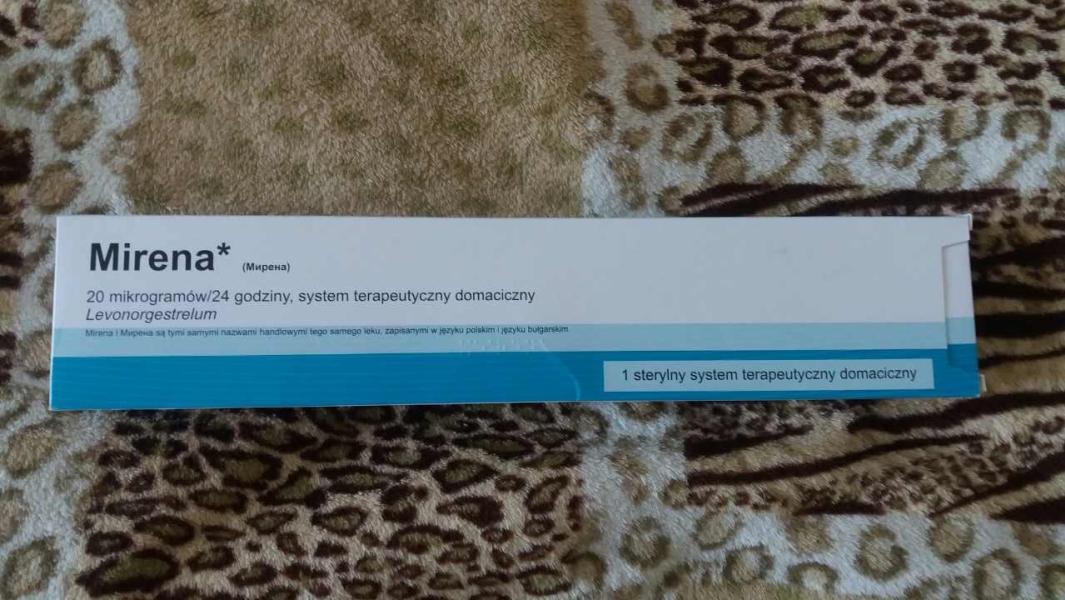 Mirena* (Мирена)
20 mikrogramów/24 godziny, system terapeutyczny domaciczny
Levonorgestrelum
Mirena i Мирена są tymi samymi nazwami handlowymi tego samego leku, zapisanymi w języku polskim i języku bułgarskim.
1 sterylny system terapeutyczny domaciczny